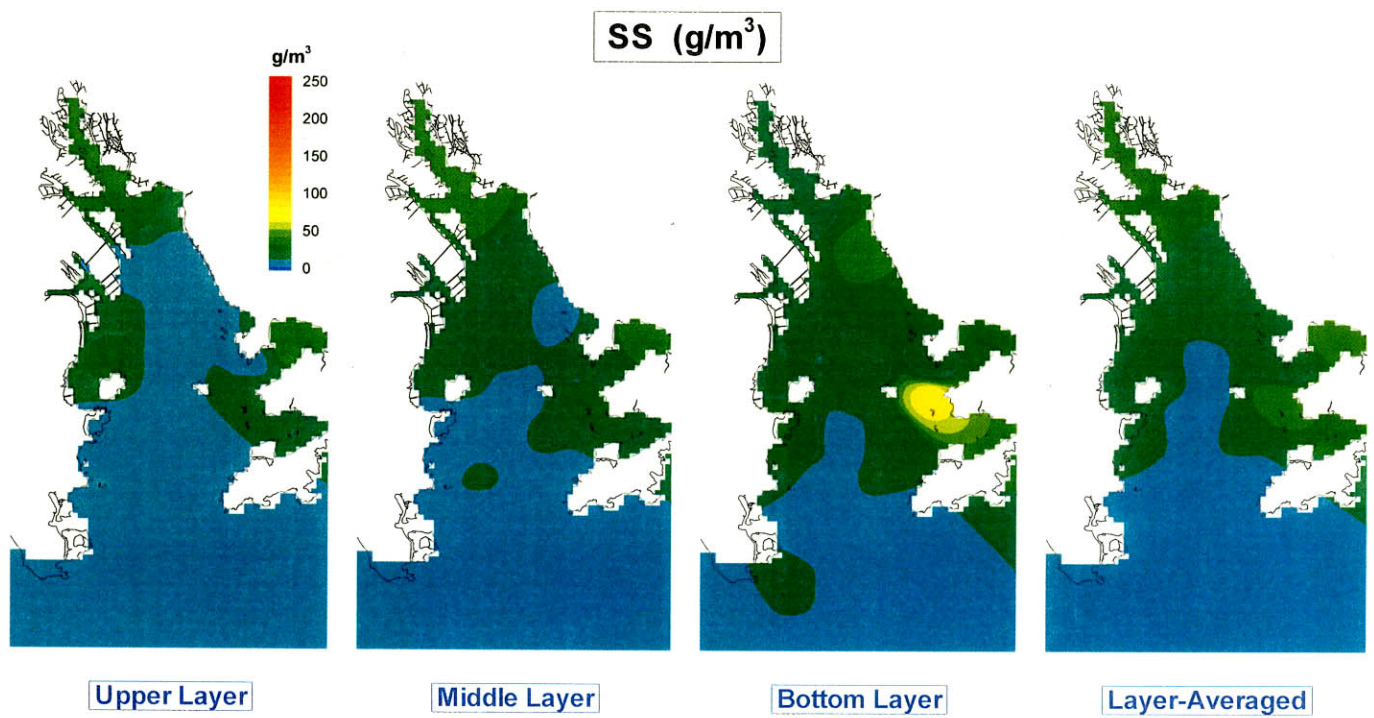 SS (g/m³)
g/m³
250
200
150
100
50
0
Upper Layer
Middle Layer
Bottom Layer
Layer-Averaged